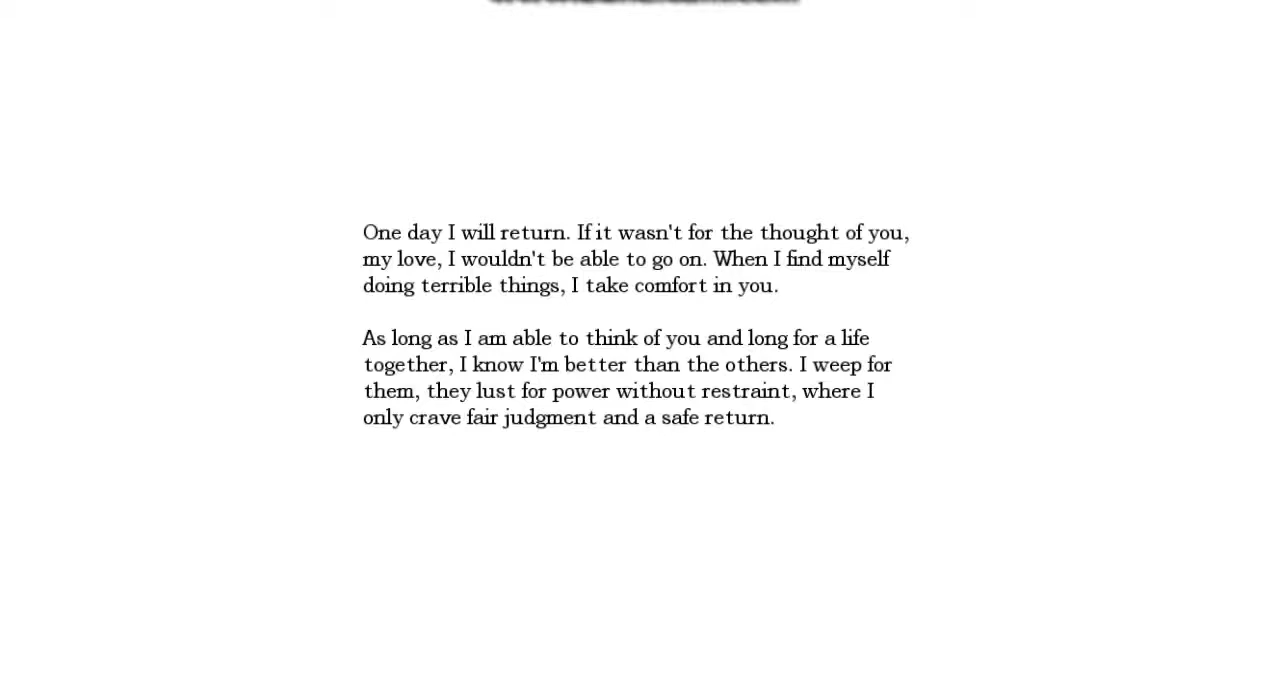 One day I will return. If it wasn't for the thought of you,
my love, I wouldn't be able to go on. When I find myself
doing terrible things, I take comfort in you.
As long as I am able to think of you and long for a life
together, I know I'm better than the others. I weep for
them, they lust for power without restraint, where I
only crave fair judgment and a safe return.